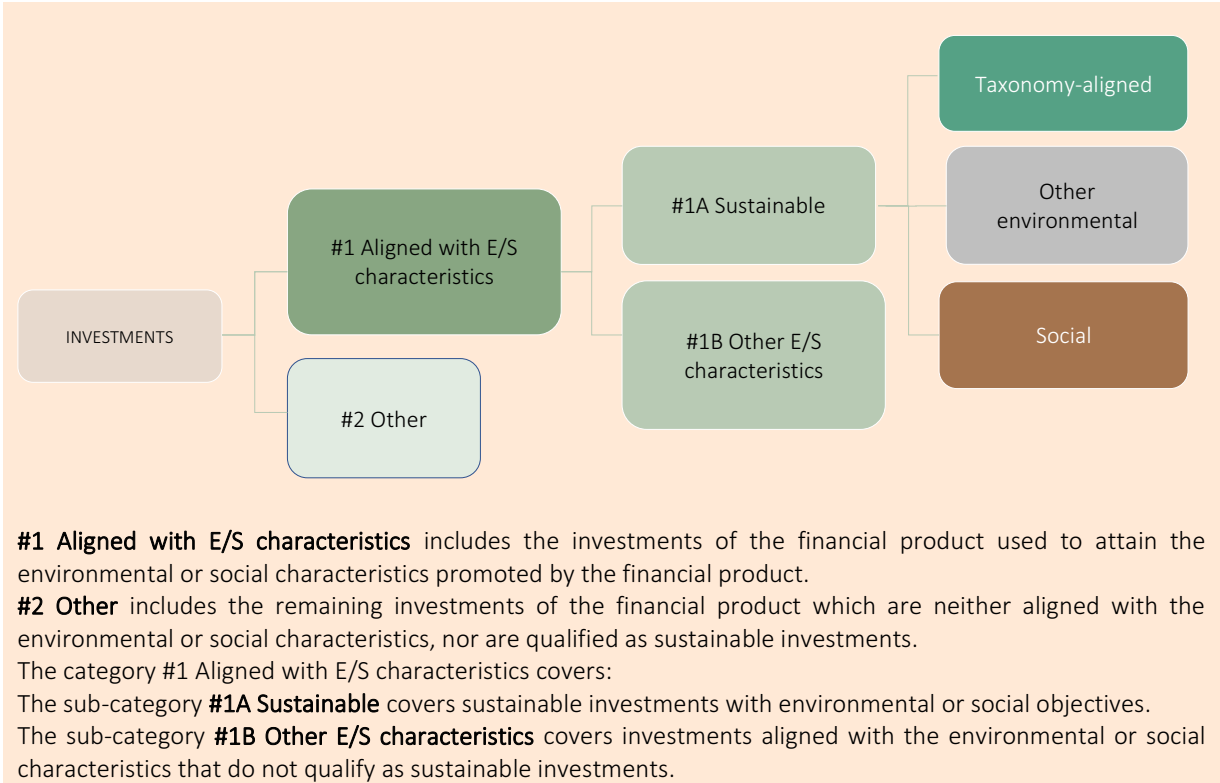 Taxonomy-aligned
#1A Sustainable
Other
environmental
#1 Aligned with E/S
characteristics
INVESTMENTS
#1B Other E/S
characteristics
Social
#2 Other
#1 Aligned with E/S characteristics includes the investments of the financial product used to attain the
environmental or social characteristics promoted by the financial product.
#2 Other includes the remaining investments of the financial product which are neither aligned with the
environmental or social characteristics, nor are qualified as sustainable investments.
The category #1 Aligned with E/S characteristics covers:
The sub-category #1A Sustainable covers sustainable investments with environmental or social objectives.
The sub-category #1B Other E/S characteristics covers investments aligned with the environmental or social
characteristics that do not qualify as sustainable investments.